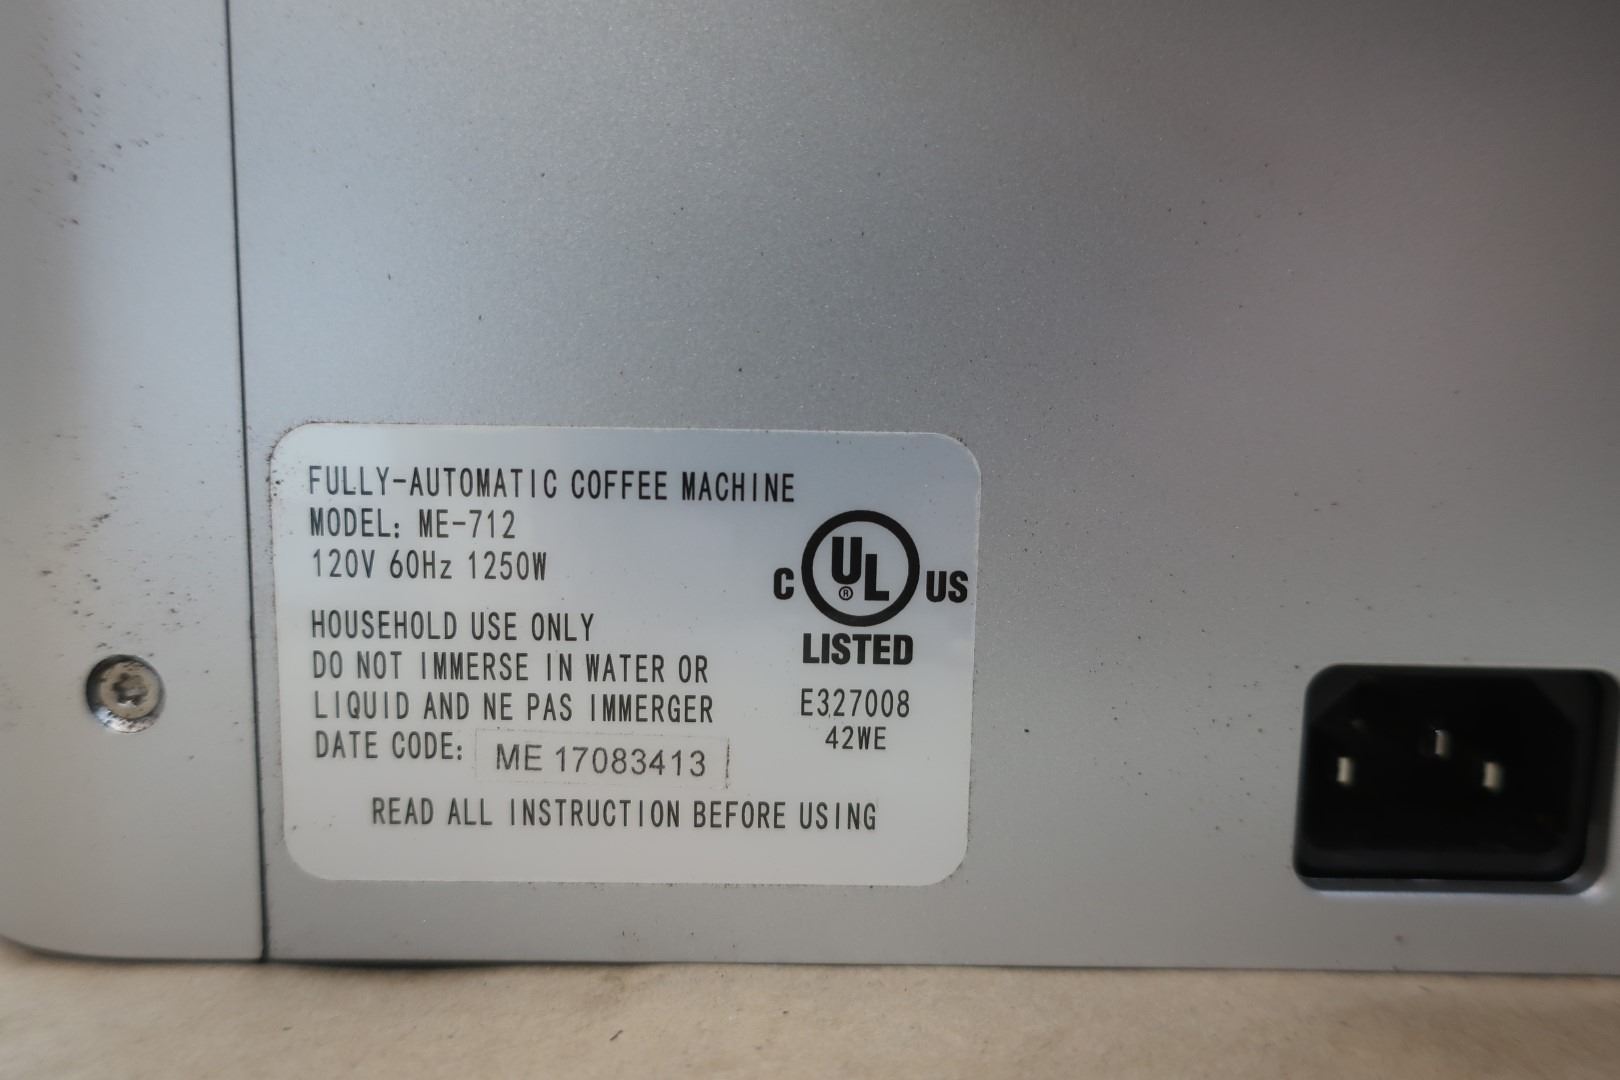 FULLY-AUTOMATIC COFFEE MACHINE
MODEL: ME-712
120V 60Hz 1250W
HOUSEHOLD USE ONLY
DO NOT IMMERSE IN WATER OR
LIQUID AND NE PAS IMMERGER
DATE CODE: ME 17083413
READ ALL INSTRUCTION BEFORE USING
C UL® US
LISTED
E327008
42WE